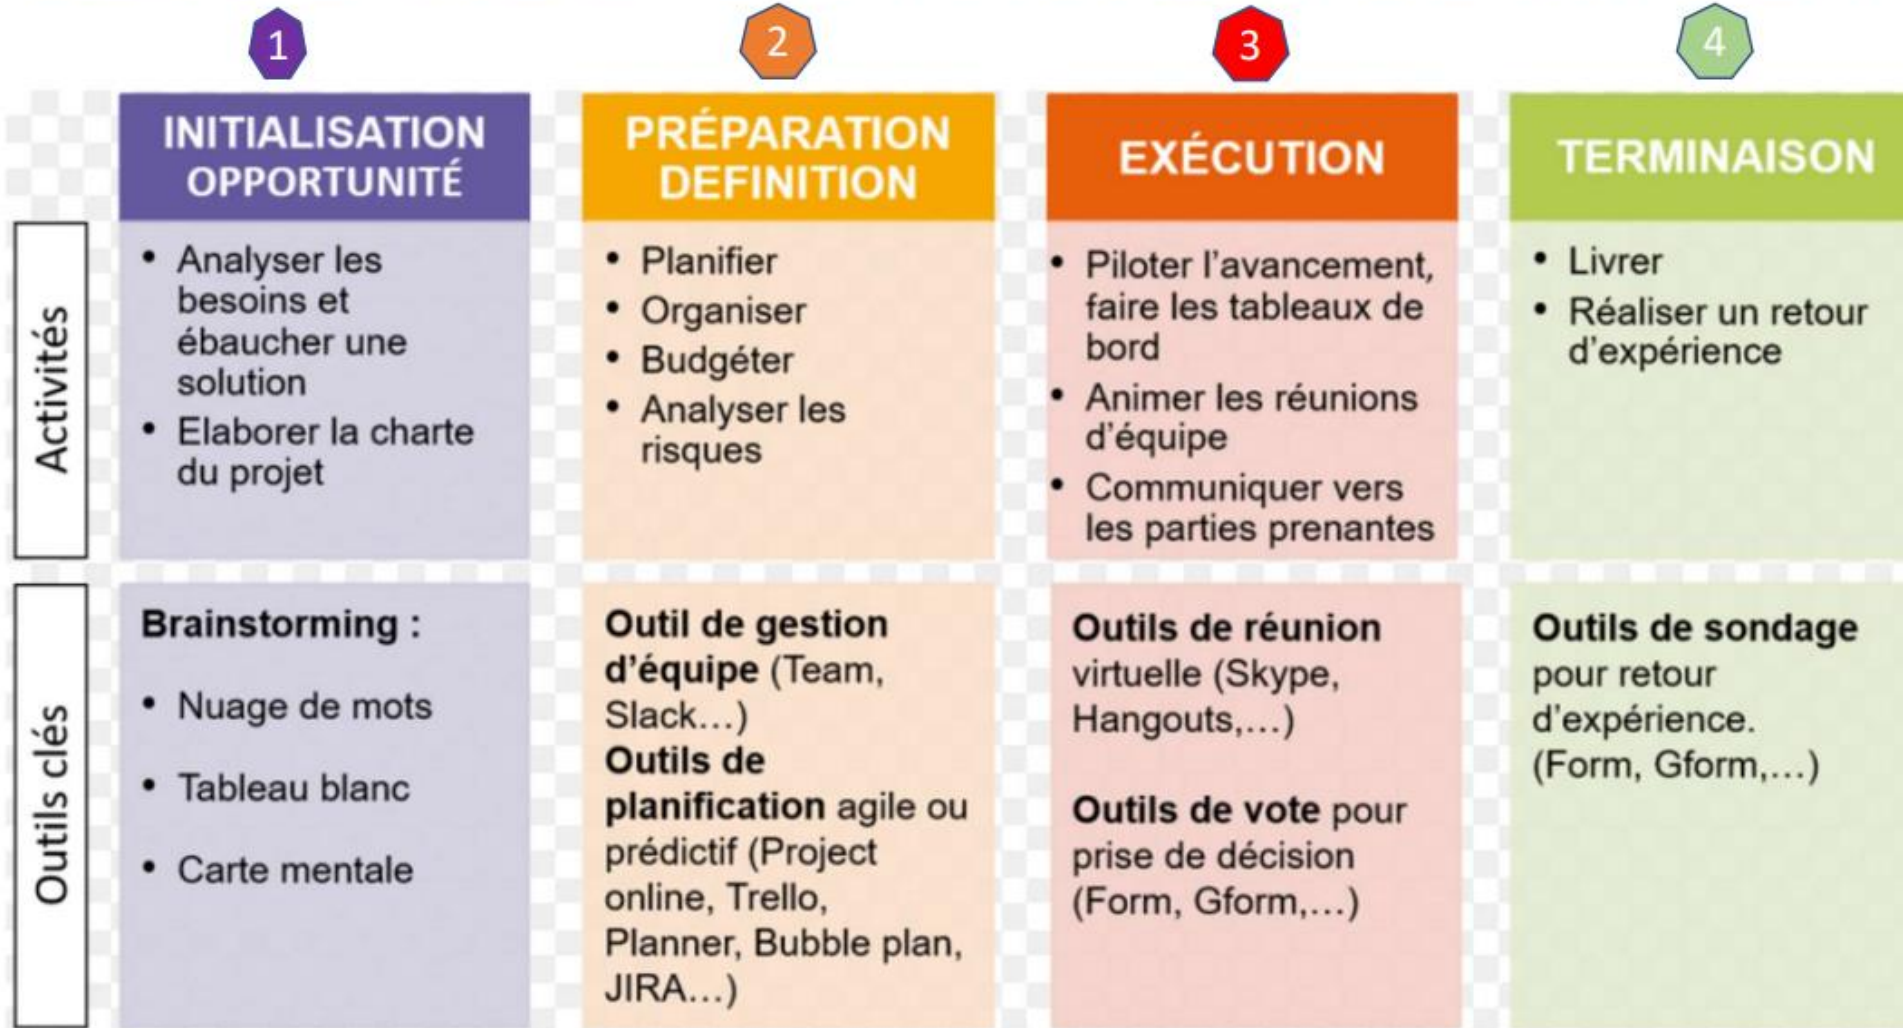 1
2
3
4
INITIALISATION
OPPORTUNITÉ
PRÉPARATION
DEFINITION
EXÉCUTION
TERMINAISON
Activités
• Analyser les
besoins et
ébaucher une
solution
• Elaborer la charte
du projet
• Planifier
• Organiser
• Budgéter
• Analyser les
risques
• Piloter l’avancement,
faire les tableaux de
bord
• Animer les réunions
d’équipe
• Communiquer vers
les parties prenantes
• Livrer
• Réaliser un retour
d’expérience
Outils clés
Brainstorming :
• Nuage de mots
• Tableau blanc
• Carte mentale
Outil de gestion
d’équipe (Team,
Slack…)
Outils de
planification agile ou
prédictif (Project
online, Trello,
Planner, Bubble plan,
JIRA…)
Outils de réunion
virtuelle (Skype,
Hangouts,…)
Outils de vote pour
prise de décision
(Form, Gform,…)
Outils de sondage
pour retour
d’expérience.
(Form, Gform,…)